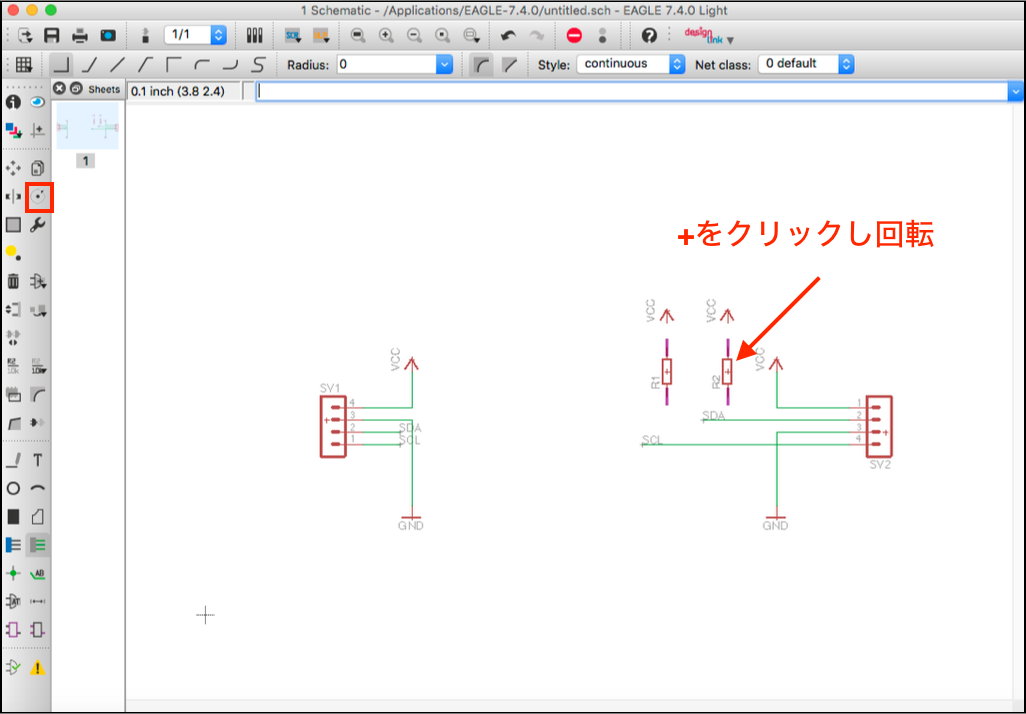 1 Schematic - /Applications/EAGLE-7.4.0/untitled.sch - EAGLE 7.4.0 Light
1/1
design link
Radius: 0
Style: continuous
Net class: 0 default
Sheets
0.1 inch (3.8 2.4)
1
+をクリックし回転
VCC
VCC
VCC
VCC
R1
R2
SV1
4
3
2
1
SDA
SCL
GND
SDA
SCL
1
2
3
4
SV2
GND
T